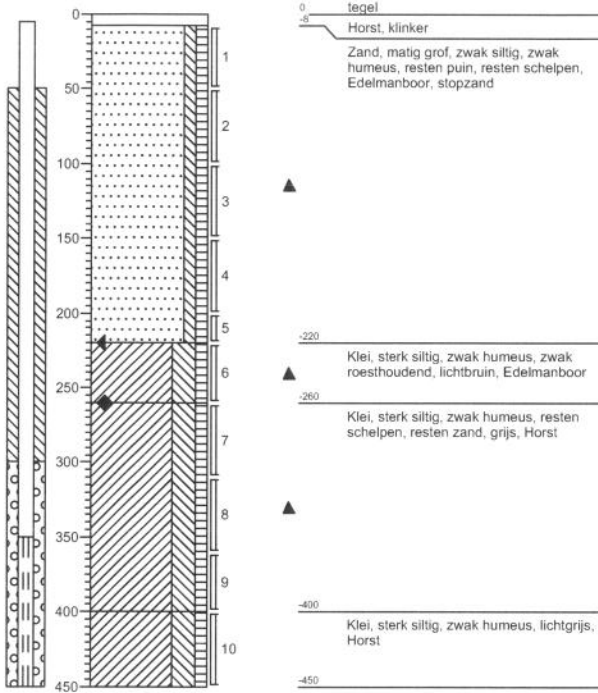 0
50
100
150
200
250
300
350
400
450
1
2
3
4
5
6
7
8
9
10
0 tegel
-8
Horst, klinker
Zand, matig grof, zwak siltig, zwak
humeus, resten puin, resten schelpen,
Edelmanboor, stopzand
-220
Klei, sterk siltig, zwak humeus, zwak
roesthoudend, lichtbruin, Edelmanboor
-260
Klei, sterk siltig, zwak humeus, resten
schelpen, resten zand, grijs, Horst
-400
Klei, sterk siltig, zwak humeus, lichtgrijs,
Horst
-450